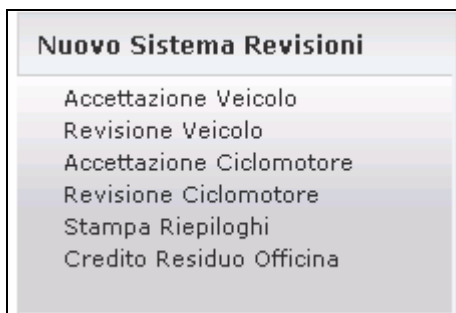 Nuovo Sistema Revisioni
Accettazione Veicolo
Revisione Veicolo
Accettazione Ciclomotore
Revisione Ciclomotore
Stampa Riepiloghi
Credito Residuo Officina